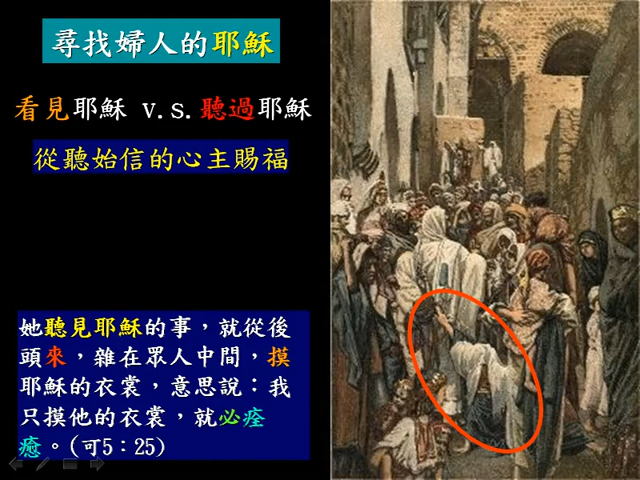 尋找婦人的耶穌
看見耶穌 v.s.聽過耶穌
從聽始信的心主賜福
她聽見耶穌的事，就從後
頭來，雜在眾人中間，摸
耶穌的衣裳，意思說：我
只摸他的衣裳，就必痊
癒。(可5：25)